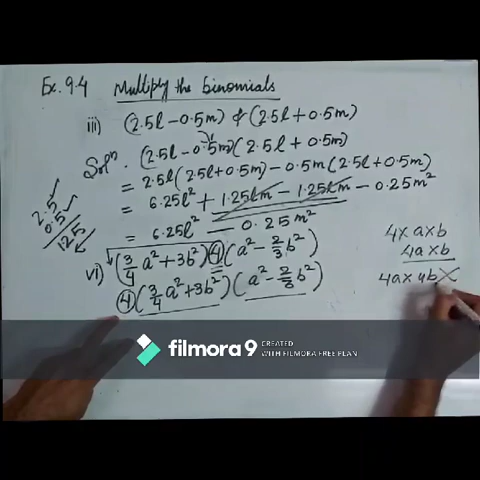 Ex. 9.4 Multiply the binomials
iii) (2.5l - 0.5m) & (2.5l + 0.5m)
Solⁿ. (2.5l - 0.5m)(2.5l + 0.5m)
= 2.5l(2.5l + 0.5m) - 0.5m(2.5l + 0.5m)
= 6.25l² + 1.25lm - 1.25lm - 0.25m²
= 6.25l² - 0.25m²
2.5
0.5
125
vi) (3/4 a² + 3b²) 4 (a² - 2/3 b²)
4 (3/4 a² + 3b²) (a² - 2/3 b²)
4 x a x b
4a x b
4a x 4b X
filmora 9 CREATED
WITH FILMORA FREE PLAN